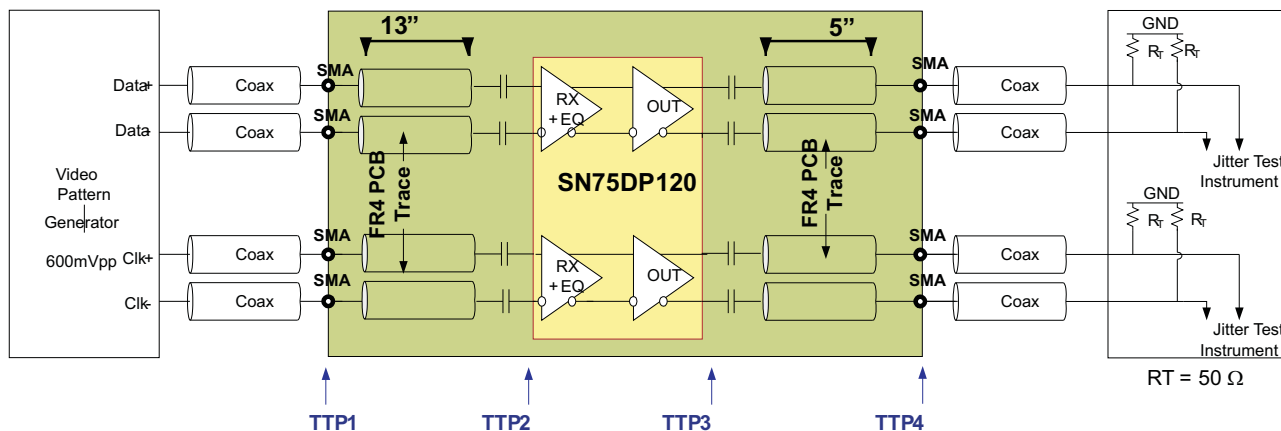 13”
5”
GND
RT
RT
SMA
SMA
Data+
Coax
Coax
RX
+ EQ
OUT
SMA
SMA
Data-
Coax
Coax
Jitter Test
Instrument
Video
Pattern
Generator
600mVpp
FR4 PCB
Trace
SN75DP120
FR4 PCB
Trace
GND
RT
RT
SMA
SMA
Clk+
Coax
Coax
RX
+ EQ
OUT
SMA
SMA
Clk-
Coax
Coax
Jitter Test
Instrument
RT = 50 Ω
TTP1
TTP2
TTP3
TTP4